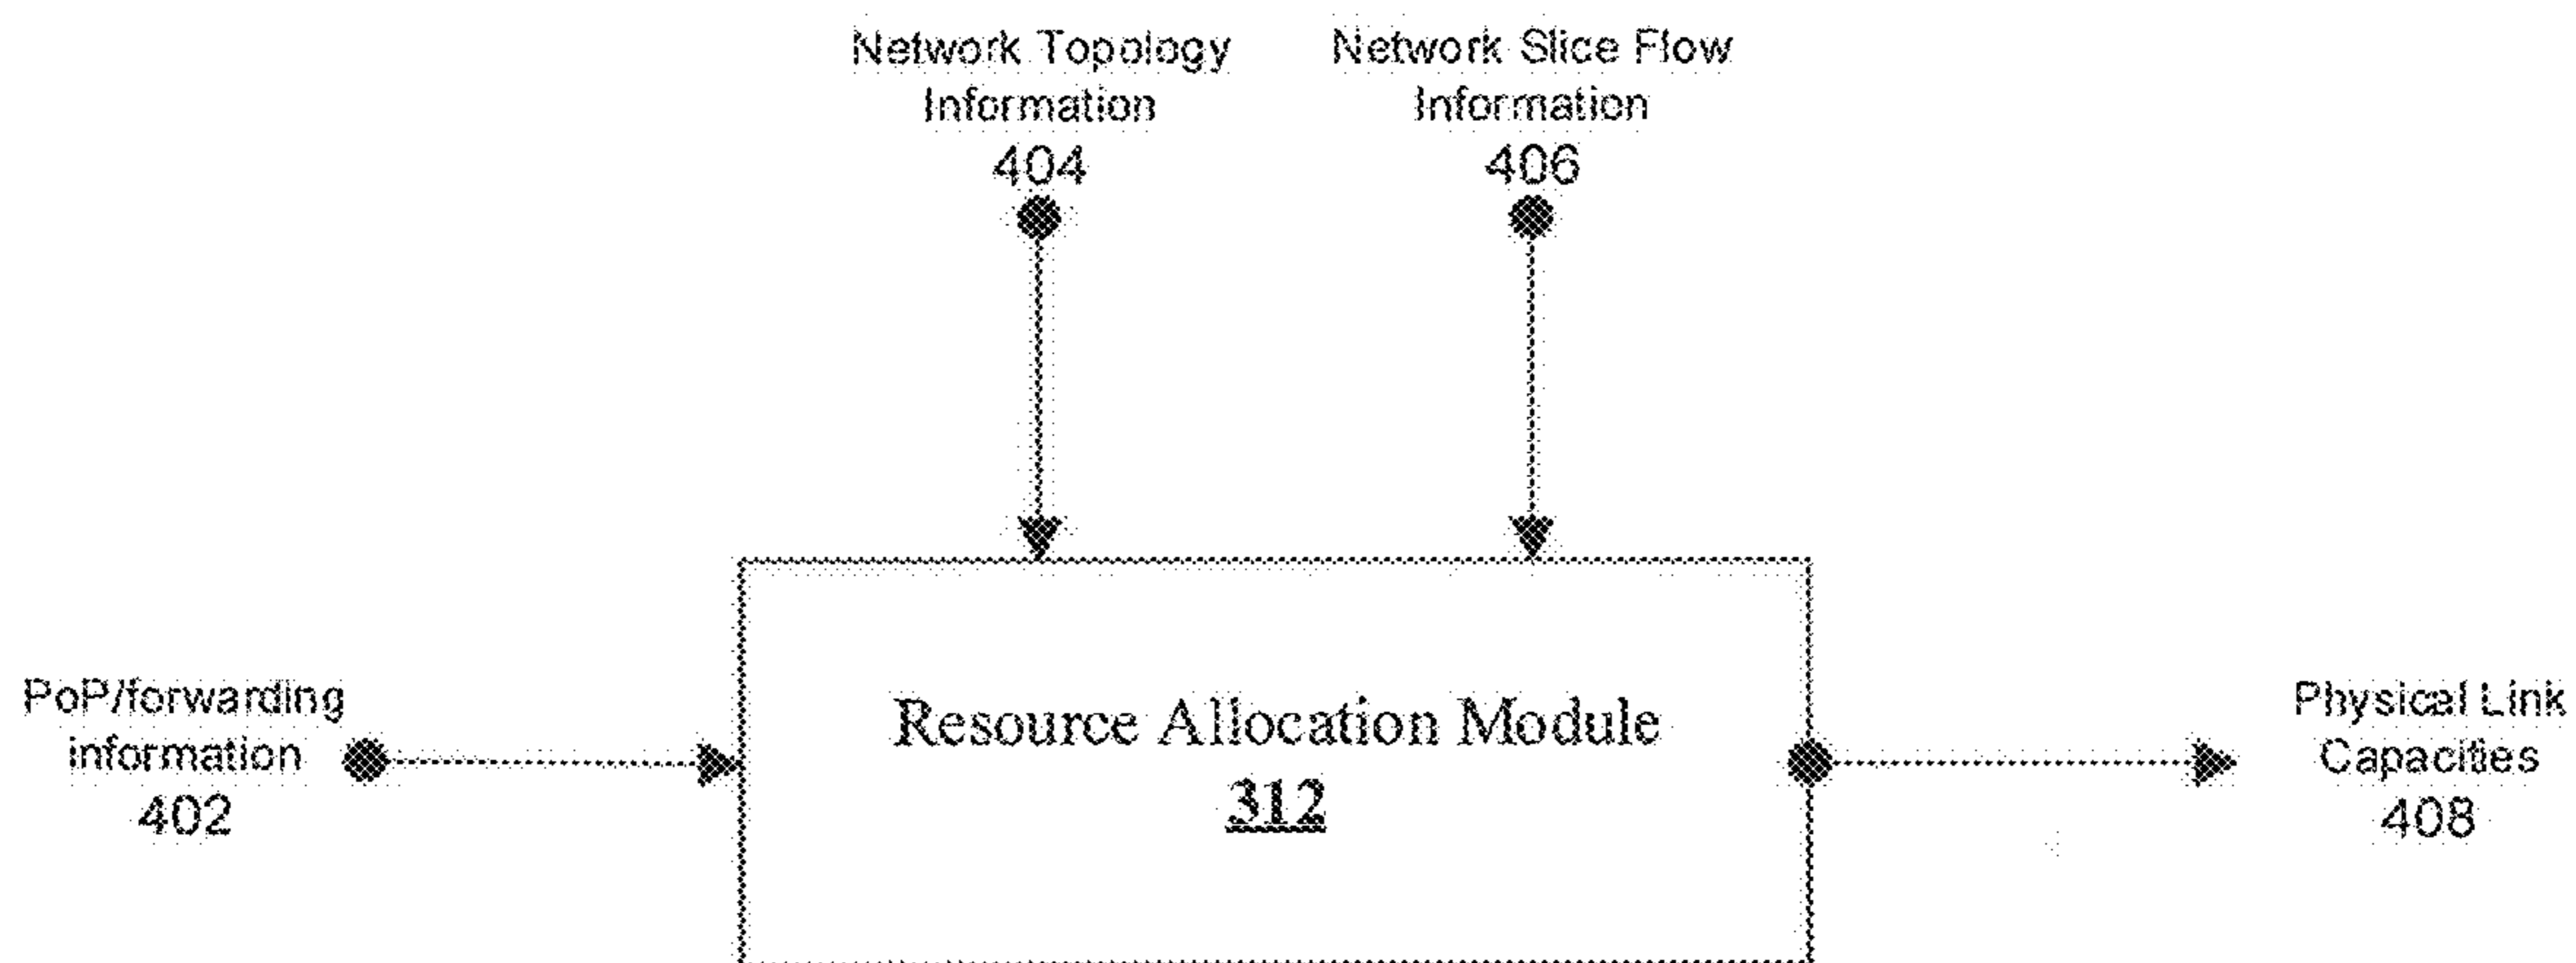 Network Topology
Information
404
Network Slice Flow
Information
406
PoP/forwarding
information
402
Resource Allocation Module
312
Physical Link
Capacities
408